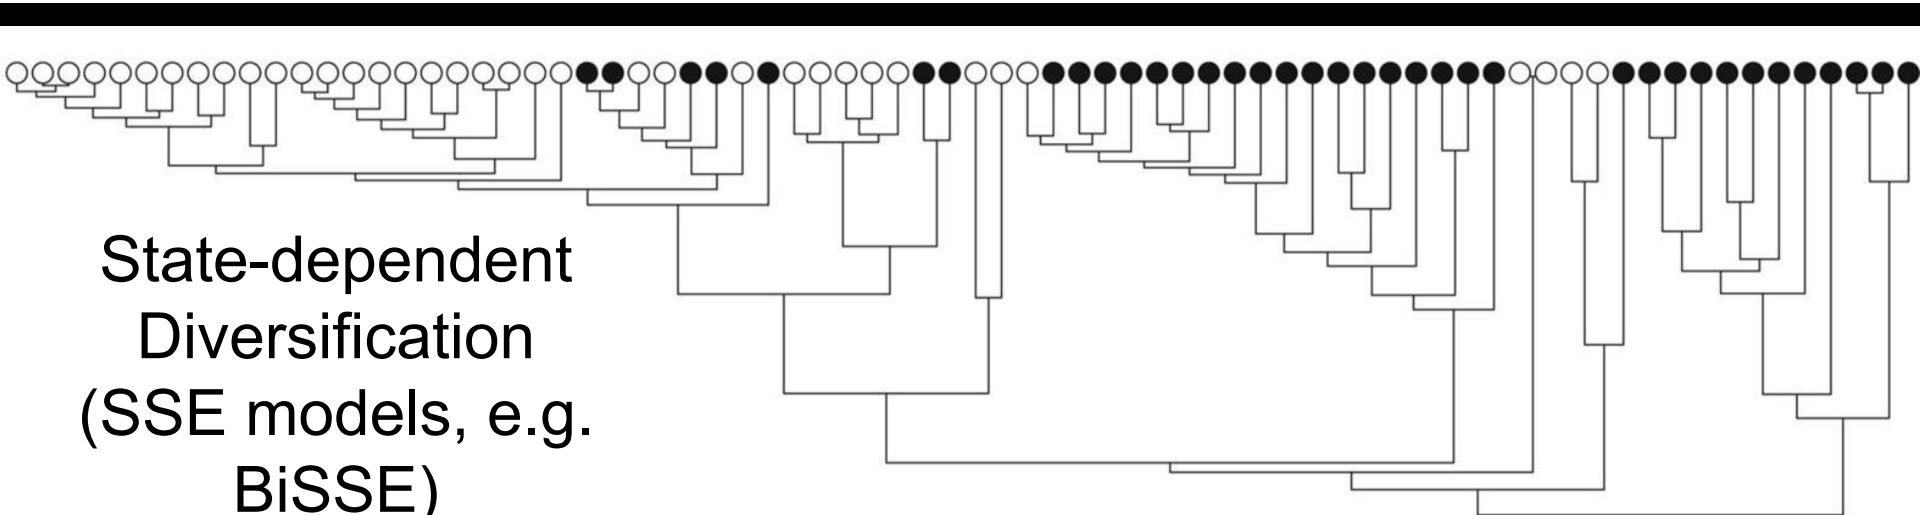 State-dependent
Diversification
(SSE models, e.g.
BiSSE)